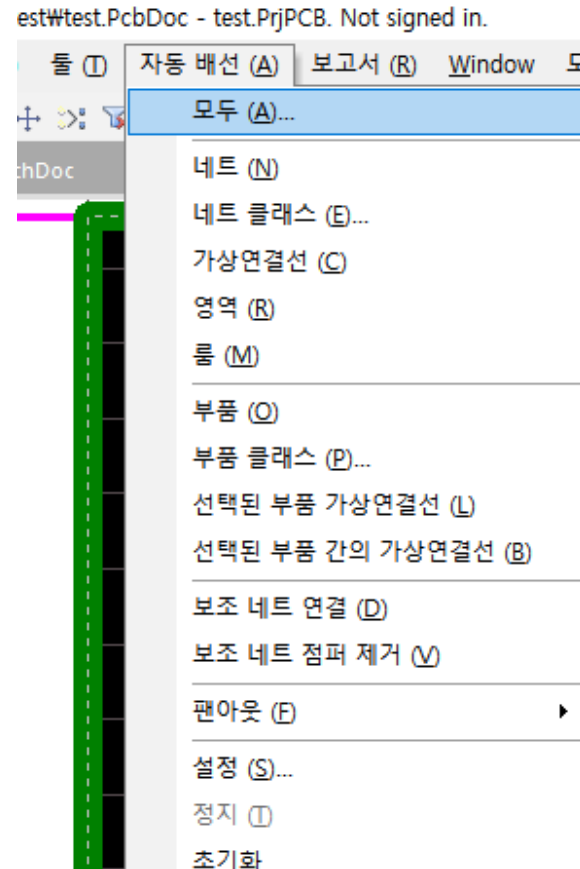 est₩test.PcbDoc - test.PrjPCB. Not signed in.
툴 (T) 자동 배선 (A) 보고서 (R) Window
모두 (A)...
hDoc
네트 (N)
네트 클래스 (E)...
가상연결선 (C)
영역 (R)
룸 (M)
부품 (O)
부품 클래스 (P)...
선택된 부품 가상연결선 (L)
선택된 부품 간의 가상연결선 (B)
보조 네트 연결 (D)
보조 네트 점퍼 제거 (V)
팬아웃 (F)
설정 (S)...
정지 (T)
초기화